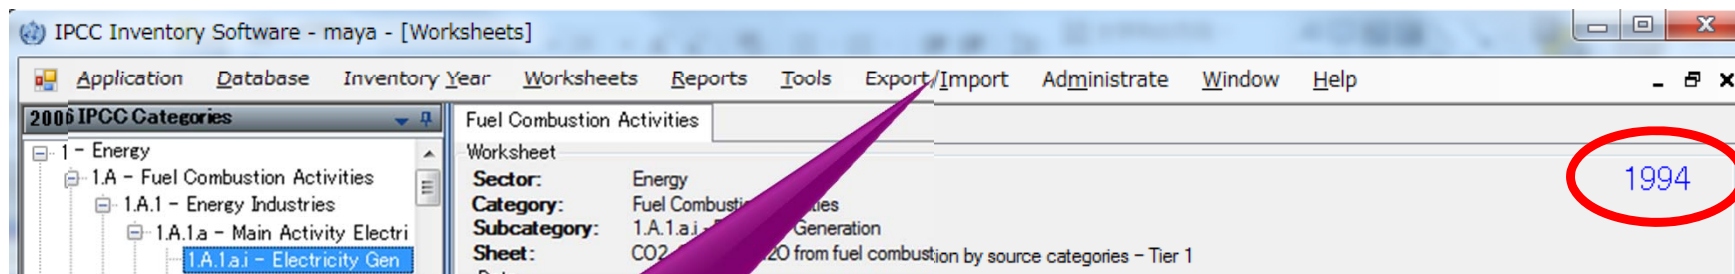 IPCC Inventory Software - maya - [Worksheets]
Application Database Inventory Year Worksheets Reports Tools Export/Import Administrate Window Help
2006 IPCC Categories
Fuel Combustion Activities
1 - Energy
Worksheet
1994
1.A - Fuel Combustion Activities
Sector: Energy
1.A.1 - Energy Industries
Category: Fuel Combustion
1.A.1.a - Main Activity Electri
Subcategory: 1.A.1.a.i - Generation
1.A.1.a.i - Electricity Gen
Sheet: CO2, from fuel combustion by source categories - Tier 1